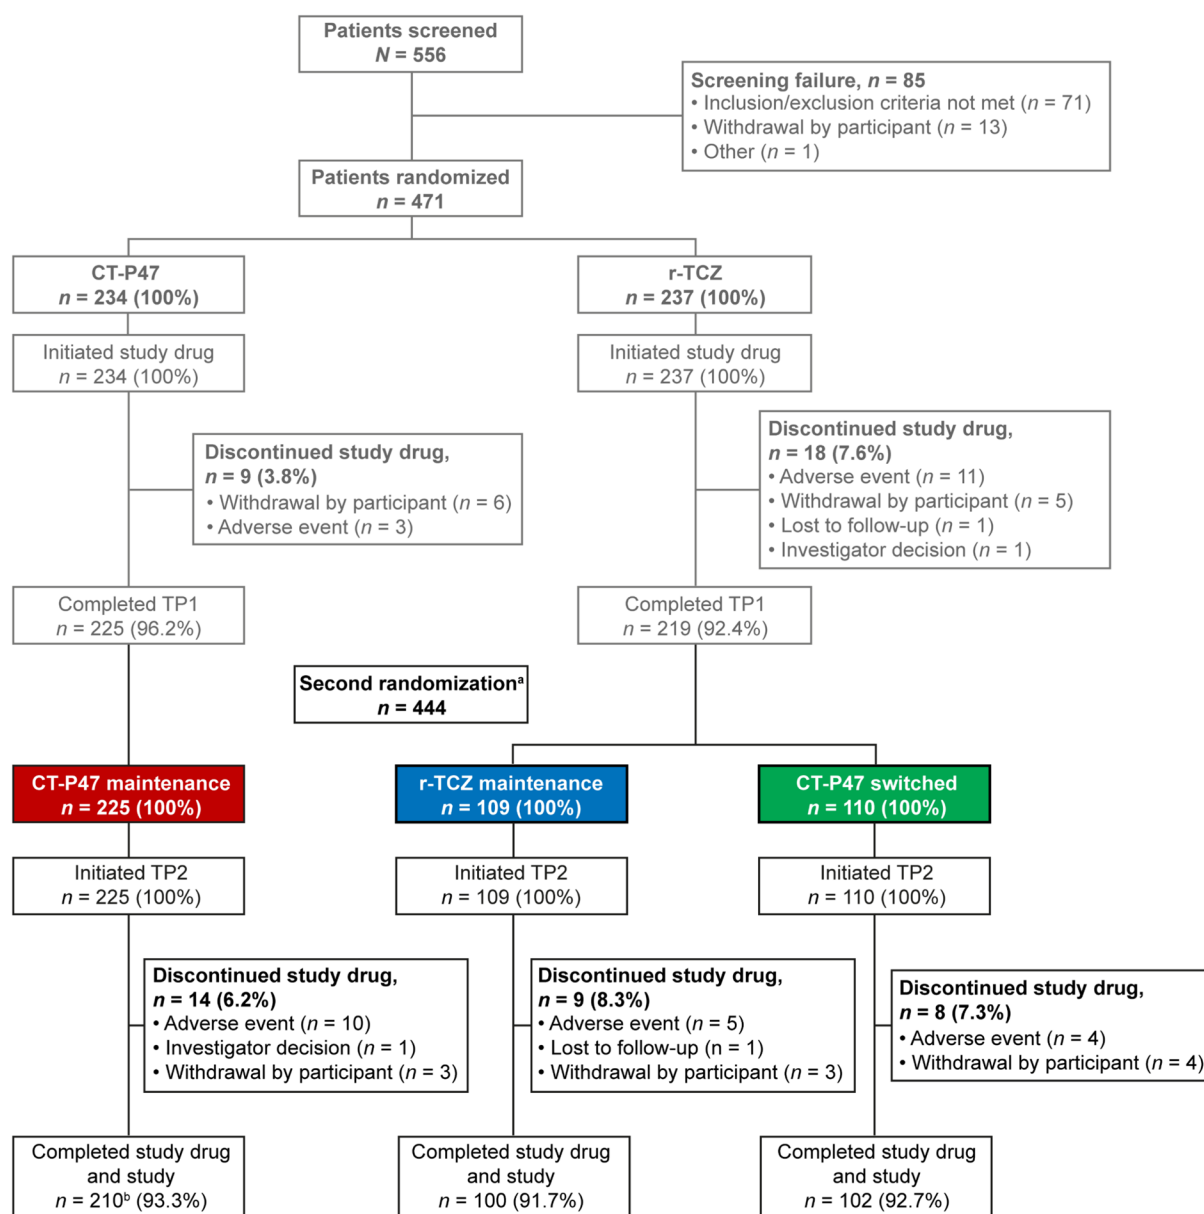 Patients screened
N = 556
Screening failure, n = 85
• Inclusion/exclusion criteria not met (n = 71)
• Withdrawal by participant (n = 13)
• Other (n = 1)
Patients randomized
n = 471
CT-P47
n = 234 (100%)
r-TCZ
n = 237 (100%)
Initiated study drug
n = 234 (100%)
Initiated study drug
n = 237 (100%)
Discontinued study drug,
n = 9 (3.8%)
• Withdrawal by participant (n = 6)
• Adverse event (n = 3)
Discontinued study drug,
n = 18 (7.6%)
• Adverse event (n = 11)
• Withdrawal by participant (n = 5)
• Lost to follow-up (n = 1)
• Investigator decision (n = 1)
Completed TP1
n = 225 (96.2%)
Completed TP1
n = 219 (92.4%)
Second randomizationᵃ
n = 444
CT-P47 maintenance
n = 225 (100%)
r-TCZ maintenance
n = 109 (100%)
CT-P47 switched
n = 110 (100%)
Initiated TP2
n = 225 (100%)
Initiated TP2
n = 109 (100%)
Initiated TP2
n = 110 (100%)
Discontinued study drug,
n = 14 (6.2%)
• Adverse event (n = 10)
• Investigator decision (n = 1)
• Withdrawal by participant (n = 3)
Discontinued study drug,
n = 9 (8.3%)
• Adverse event (n = 5)
• Lost to follow-up (n = 1)
• Withdrawal by participant (n = 3)
Discontinued study drug,
n = 8 (7.3%)
• Adverse event (n = 4)
• Withdrawal by participant (n = 4)
Completed study drug
and study
n = 210ᵇ (93.3%)
Completed study drug
and study
n = 100 (91.7%)
Completed study drug
and study
n = 102 (92.7%)